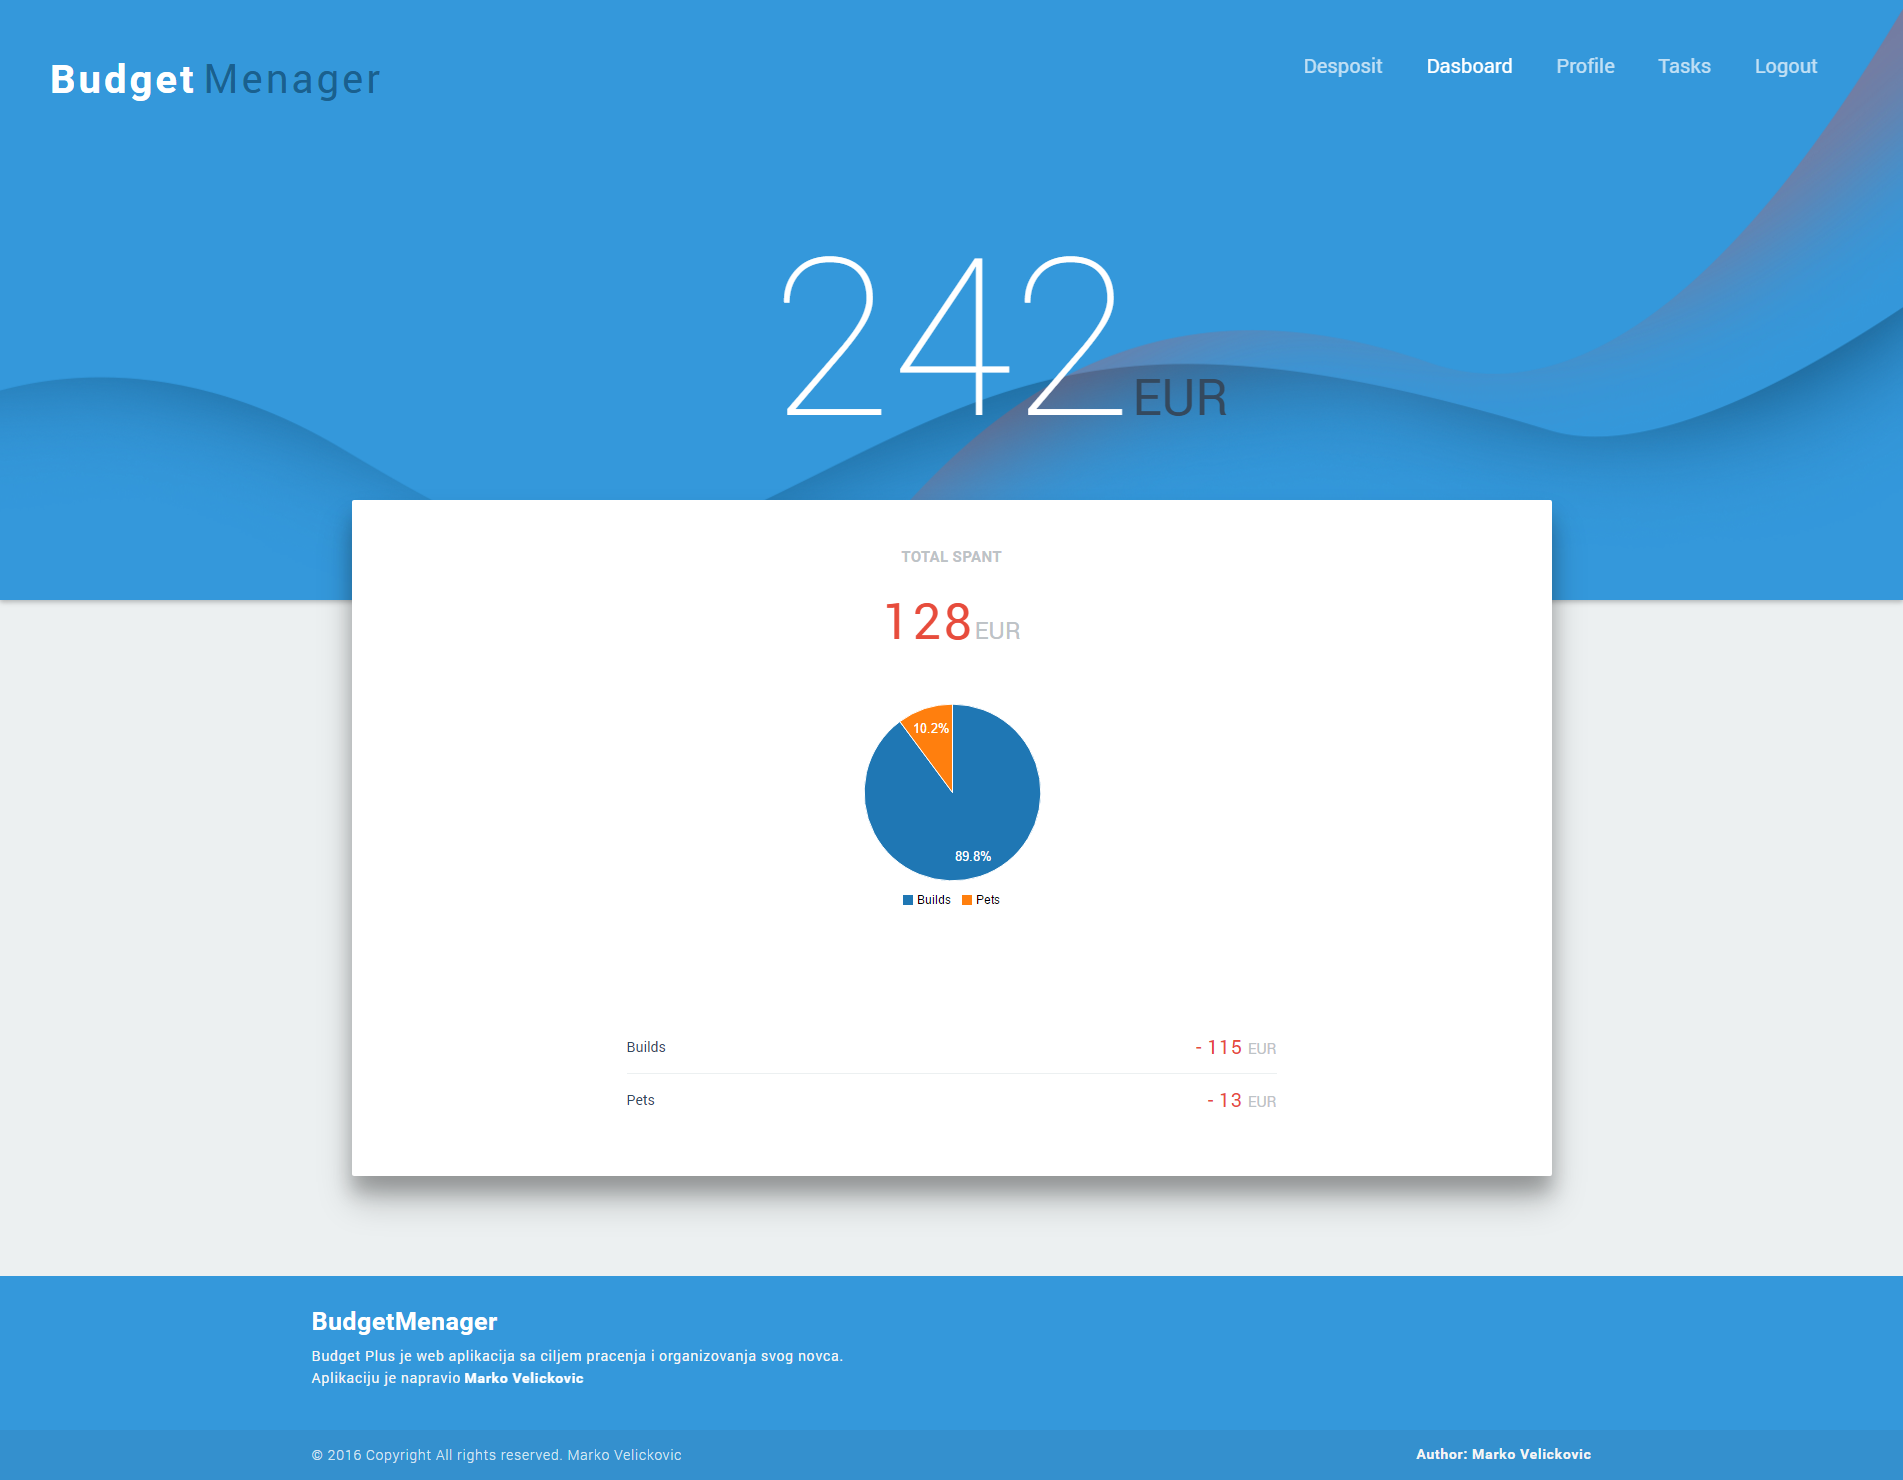 Budget Menager
Desposit Dasboard Profile Tasks Logout
242 EUR
TOTAL SPANT
128 EUR
10.2%
89.8%
Builds Pets
Builds - 115 EUR
Pets - 13 EUR
BudgetMenager
Budget Plus je web aplikacija sa ciljem pracenja i organizovanja svog novca.
Aplikaciju je napravio Marko Velickovic
© 2016 Copyright All rights reserved. Marko Velickovic
Author: Marko Velickovic